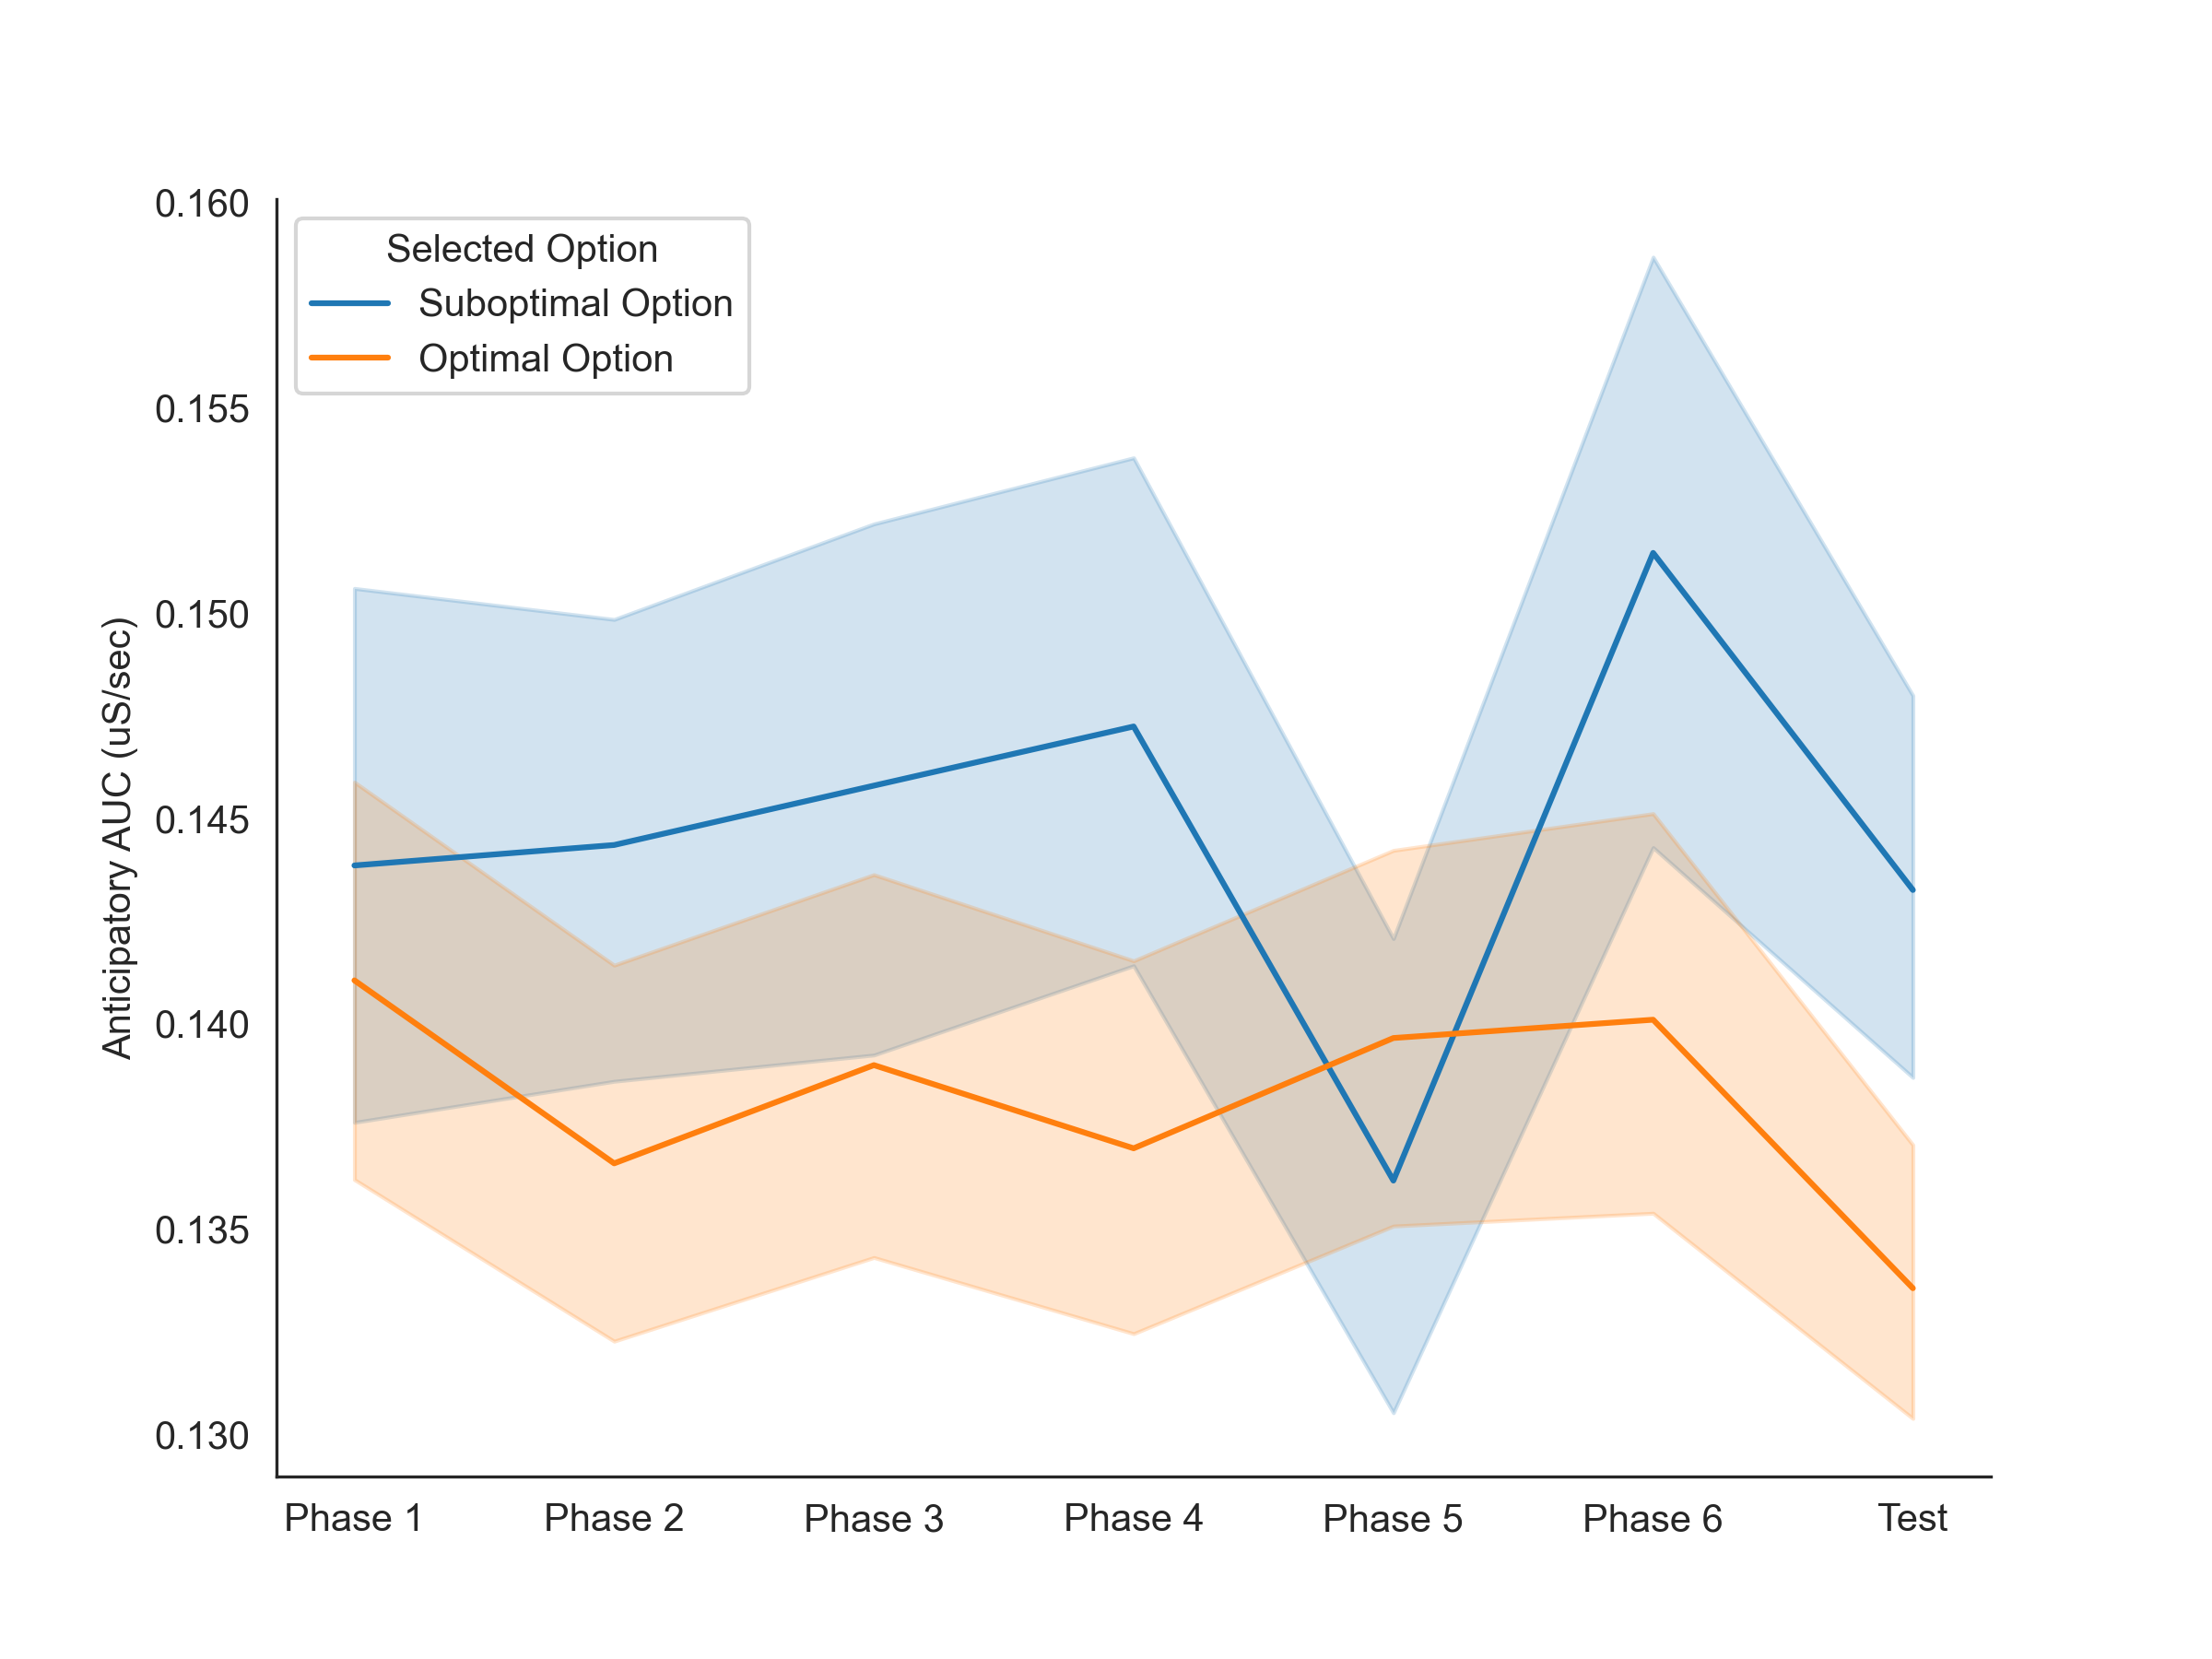 0.160
0.155
0.150
0.145
0.140
0.135
0.130
Anticipatory AUC (uS/sec)
Selected Option
Suboptimal Option
Optimal Option
Phase 1
Phase 2
Phase 3
Phase 4
Phase 5
Phase 6
Test